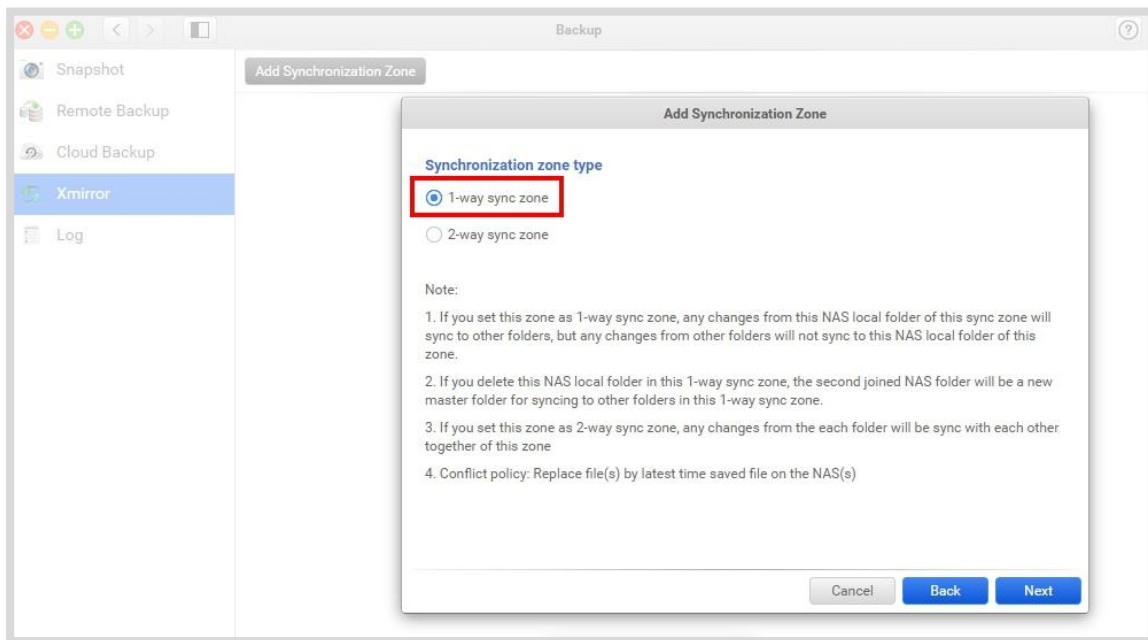 Backup
?
Snapshot
Add Synchronization Zone
Remote Backup
Cloud Backup
Xmirror
Log
Add Synchronization Zone
Synchronization zone type
1-way sync zone
2-way sync zone
Note:
1. If you set this zone as 1-way sync zone, any changes from this NAS local folder of this sync zone will
sync to other folders, but any changes from other folders will not sync to this NAS local folder of this
zone.
2. If you delete this NAS local folder in this 1-way sync zone, the second joined NAS folder will be a new
master folder for syncing to other folders in this 1-way sync zone.
3. If you set this zone as 2-way sync zone, any changes from the each folder will be sync with each other
together of this zone
4. Conflict policy: Replace file(s) by latest time saved file on the NAS(s)
Cancel
Back
Next